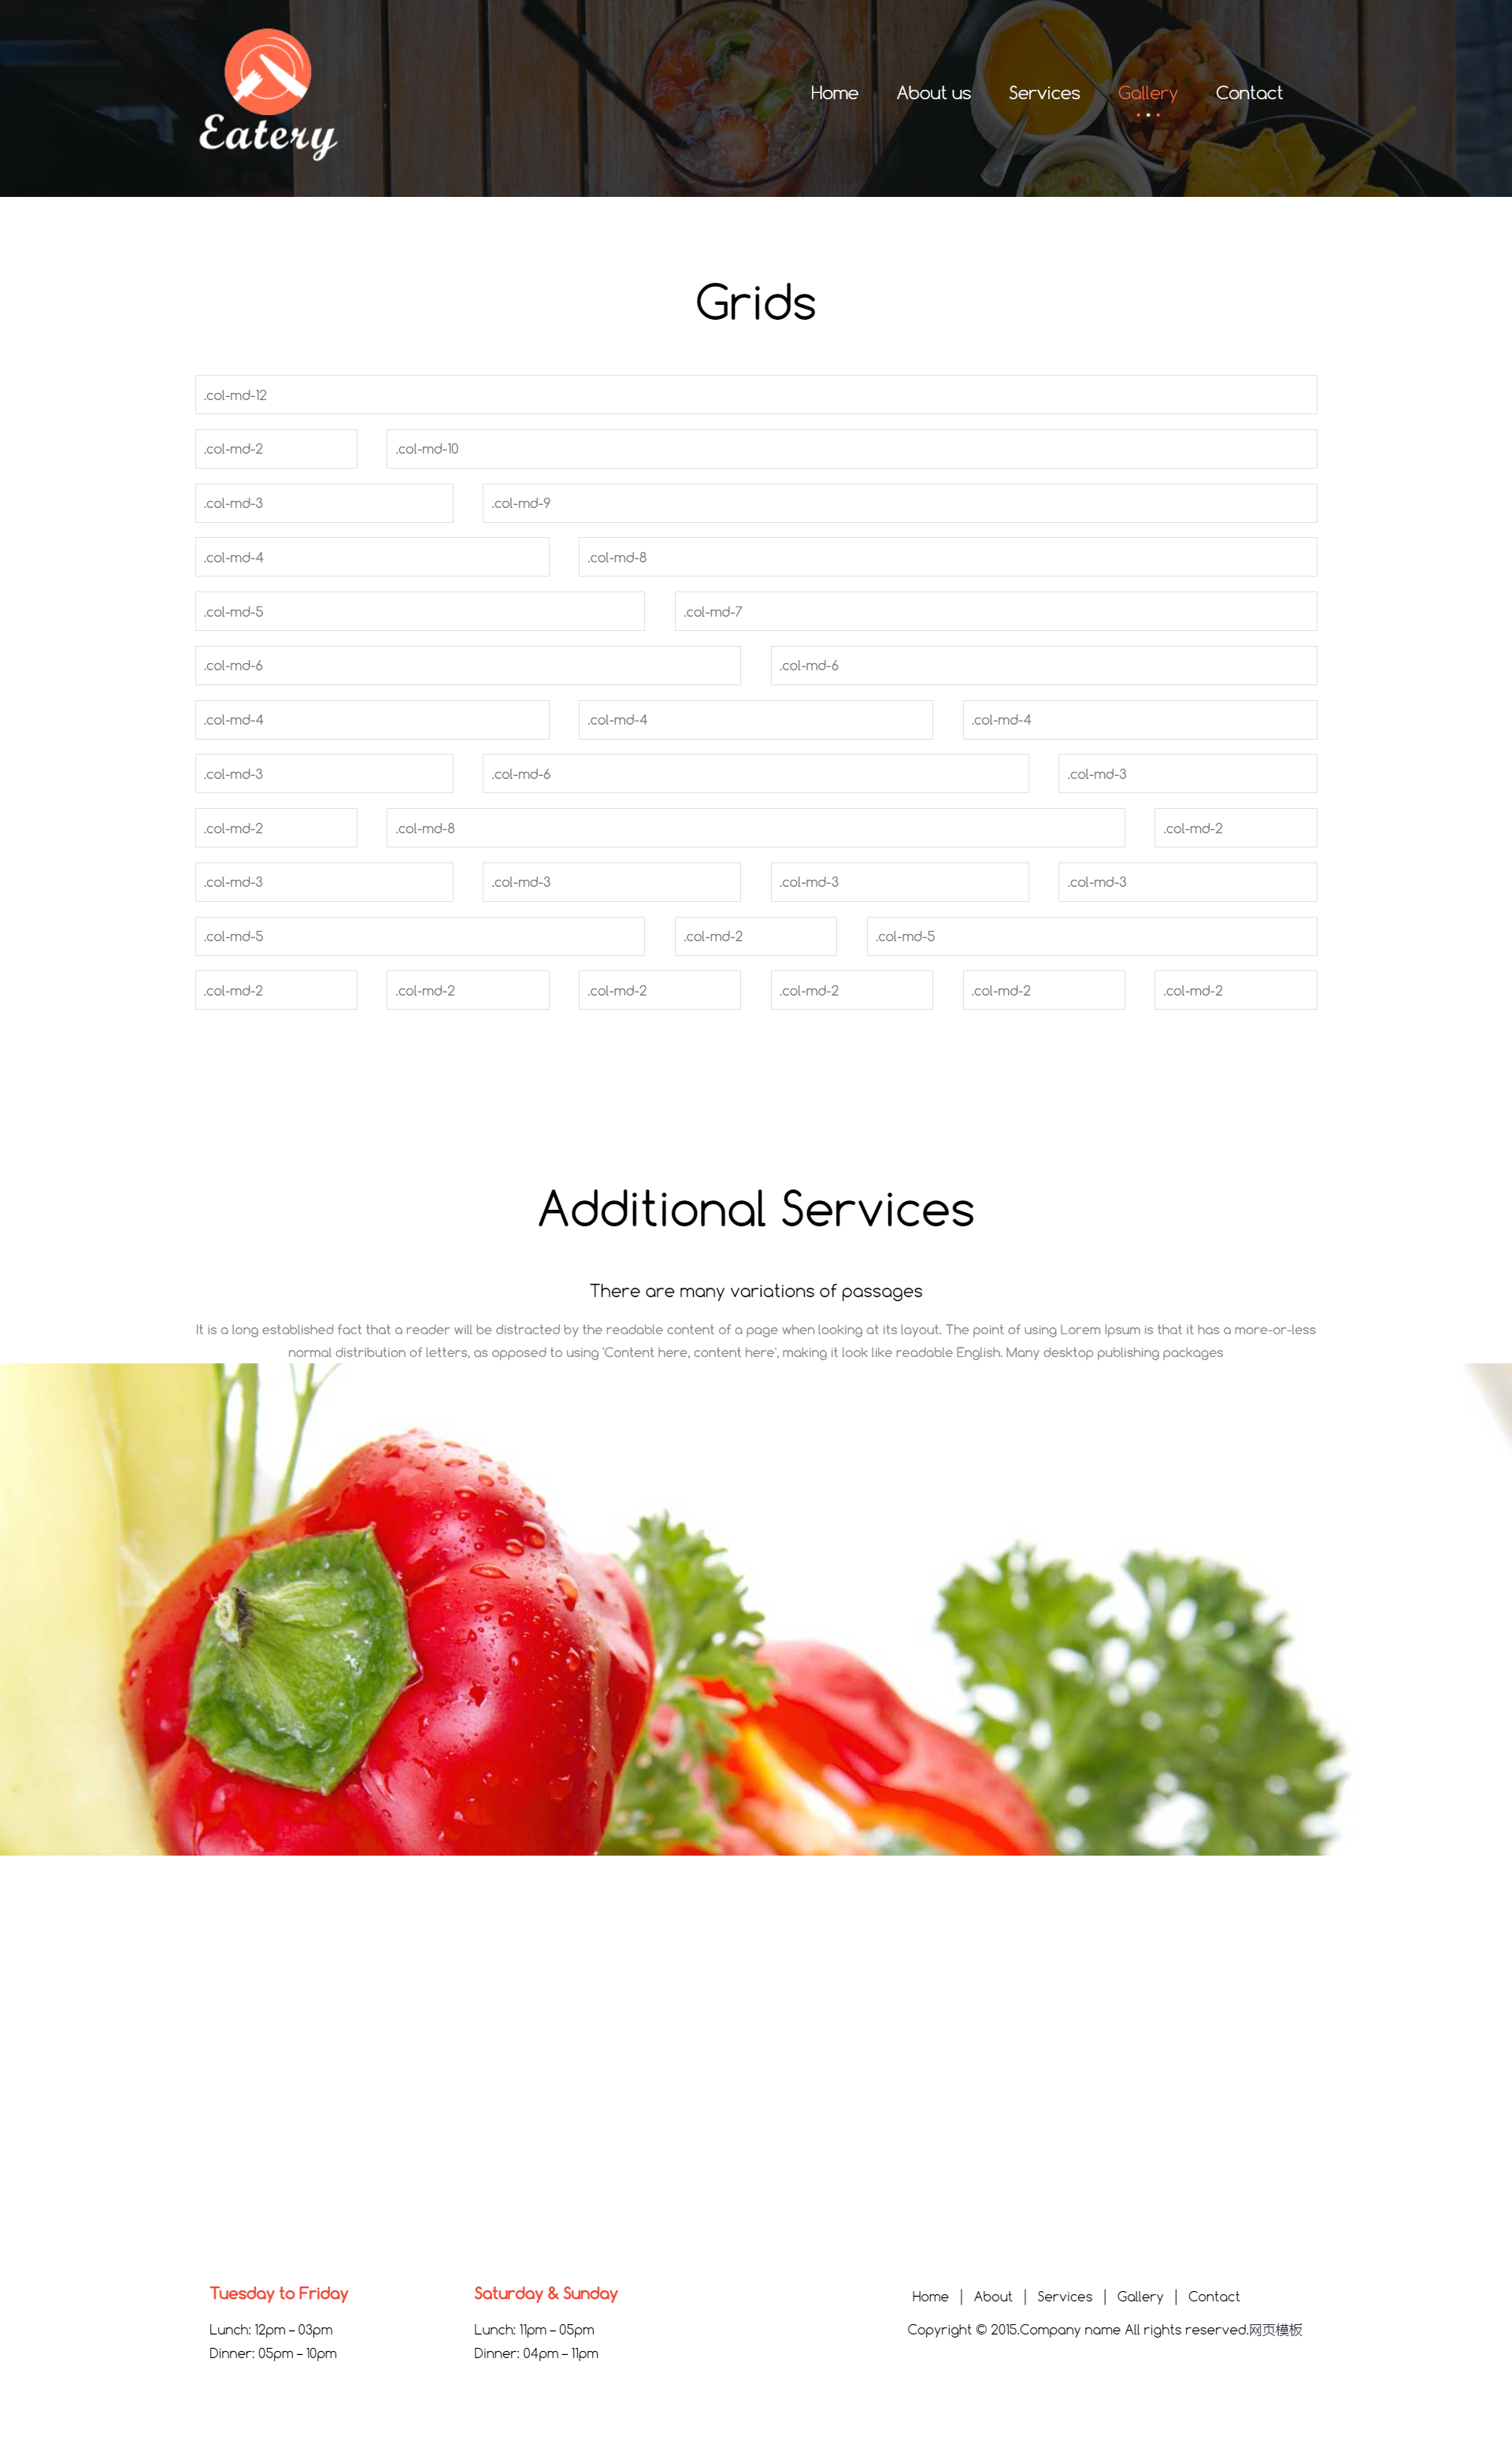 Eatery
Home About us Services Gallery Contact
Grids
.col-md-12
.col-md-2 .col-md-10
.col-md-3 .col-md-9
.col-md-4 .col-md-8
.col-md-5 .col-md-7
.col-md-6 .col-md-6
.col-md-4 .col-md-4 .col-md-4
.col-md-3 .col-md-6 .col-md-3
.col-md-2 .col-md-8 .col-md-2
.col-md-3 .col-md-3 .col-md-3 .col-md-3
.col-md-5 .col-md-2 .col-md-5
.col-md-2 .col-md-2 .col-md-2 .col-md-2 .col-md-2 .col-md-2
Additional Services
There are many variations of passages
It is a long established fact that a reader will be distracted by the readable content of a page when looking at its layout. The point of using Lorem Ipsum is that it has a more-or-less
normal distribution of letters, as opposed to using 'Content here, content here', making it look like readable English. Many desktop publishing packages
Tuesday to Friday
Lunch: 12pm – 03pm
Dinner: 05pm – 10pm
Saturday & Sunday
Lunch: 11pm – 05pm
Dinner: 04pm – 11pm
Home | About | Services | Gallery | Contact
Copyright © 2015.Company name All rights reserved.网页模板